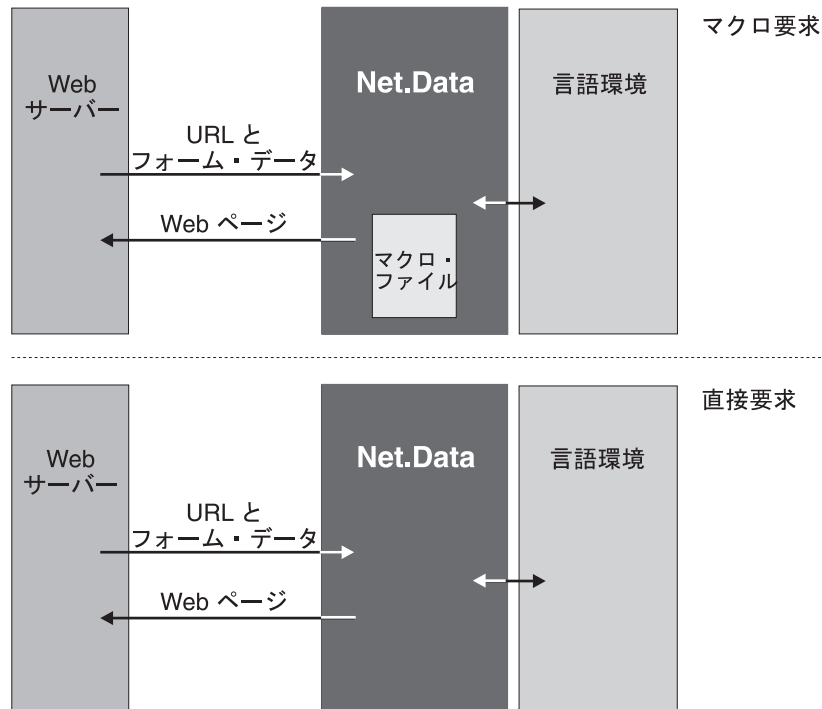 マクロ要求
Web
サーバー
Net.Data
言語環境
URL と
フォーム・データ
Web ページ
マクロ・
ファイル
直接要求
Web
サーバー
Net.Data
言語環境
URL と
フォーム・データ
Web ページ